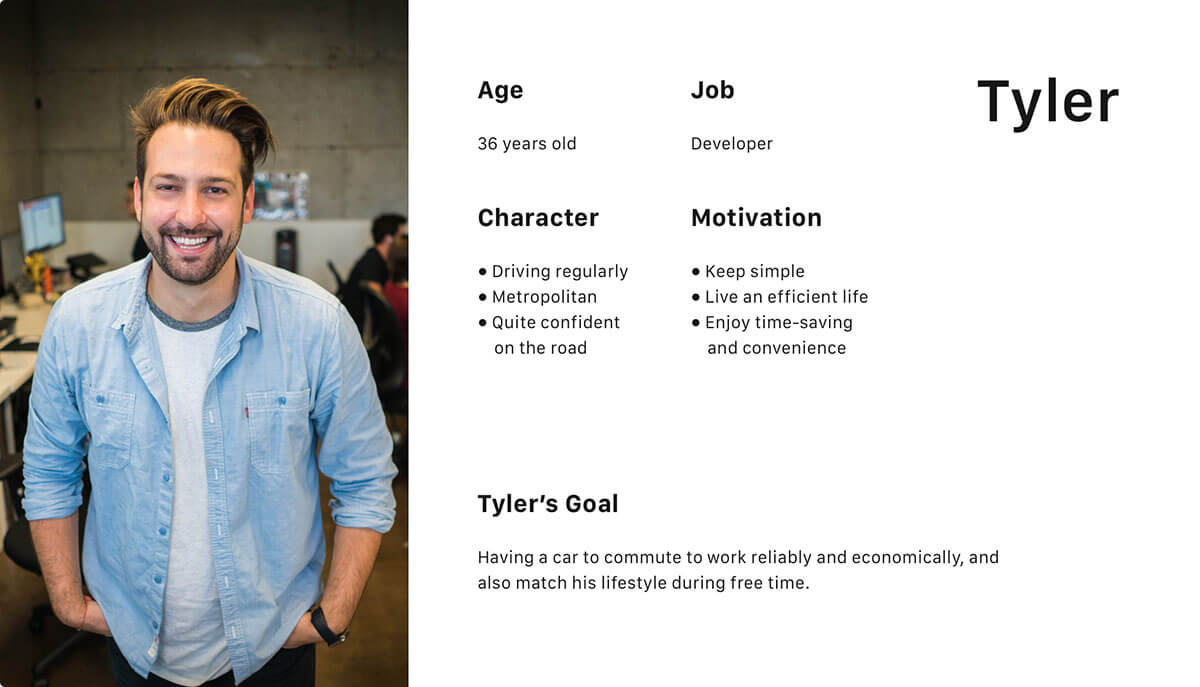 Tyler
Age
36 years old
Job
Developer
Character
● Driving regularly
● Metropolitan
● Quite confident
on the road
Motivation
● Keep simple
● Live an efficient life
● Enjoy time-saving
and convenience
Tyler’s Goal
Having a car to commute to work reliably and economically, and
also match his lifestyle during free time.